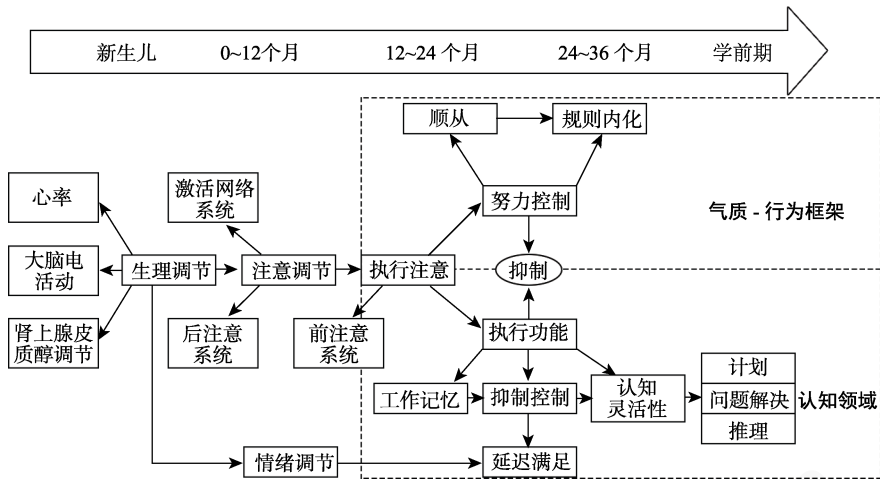 新生儿
0~12个月
12~24 个月
24~36 个月
学前期
顺从
规则内化
心率
激活网络
系统
努力控制
气质 - 行为框架
大脑电
活动
生理调节
注意调节
执行注意
抑制
肾上腺皮
质醇调节
后注意
系统
前注意
系统
执行功能
工作记忆
抑制控制
认知
灵活性
计划
问题解决
推理
认知领域
情绪调节
延迟满足